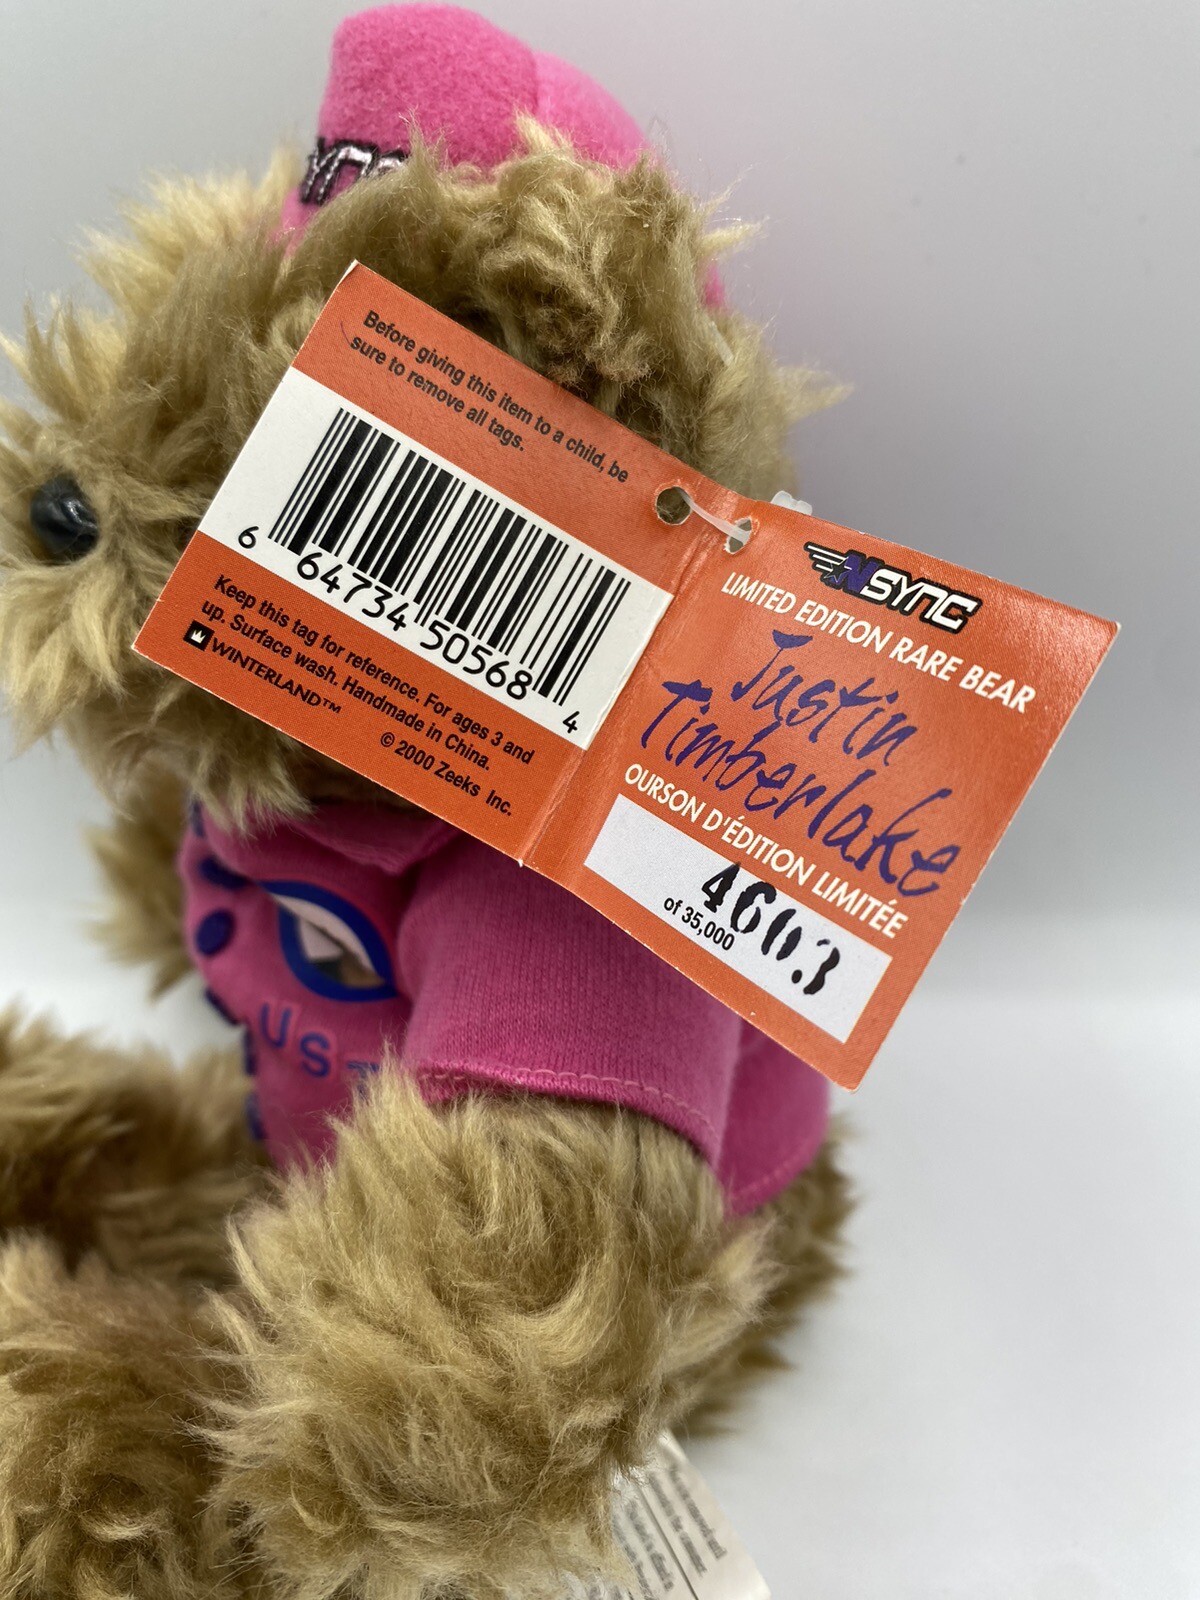 Before giving this item to a child, be
sure to remove all tags.
6 64734 50568 4
Keep this tag for reference. For ages 3 and
up. Surface wash. Handmade in China.
WINTERLAND™ © 2000 Zeeks Inc.
NSYNC
LIMITED EDITION RARE BEAR
Justin
Timberlake
OURSON D'ÉDITION LIMITÉE
4603
of 35,000
UST